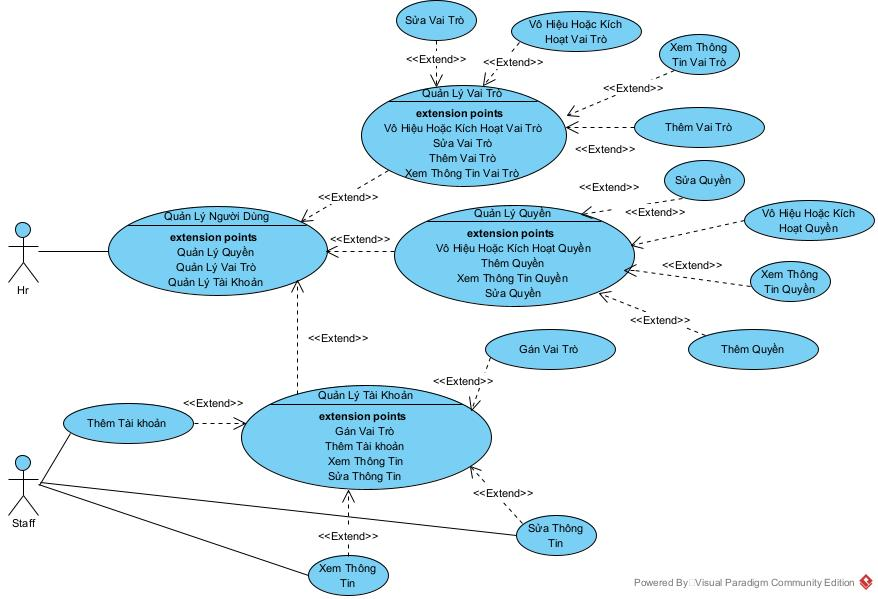 Sửa Vai Trò
Vô Hiệu Hoặc Kích
Hoat Vai Trò
Xem Thông
Tin Vai Trò
<<Extend>>
<<Extend>>
<<Extend>>
Quản Lý Vai Trò
extension points
Vô Hiệu Hoặc Kích Hoạt Vai Trò
Sửa Vai Trò
Thêm Vai Trò
Xem Thông Tin Vai Trò
Thêm Vai Trò
<<Extend>>
Sửa Quyền
<<Extend>>
<<Extend>>
<<Extend>>
Quản Lý Người Dùng
extension points
Quản Lý Quyền
Quản Lý Vai Trò
Quản Lý Tài Khoản
<<Extend>>
Quản Lý Quyền
extension points
Vô Hiệu Hoặc Kích Hoạt Quyền
Thêm Quyền
Xem Thông Tin Quyền
Sửa Quyền
Vô Hiệu Hoặc Kích
Hoạt Quyền
<<Extend>>
Xem Thông
Tin Quyền
Hr
<<Extend>>
Thêm Quyền
<<Extend>>
Gán Vai Trò
<<Extend>>
<<Extend>>
Thêm Tài khoản
Quản Lý Tài Khoản
extension points
Gán Vai Trò
Thêm Tài khoản
Xem Thông Tin
Sửa Thông Tin
Staff
<<Extend>>
Sửa Thông
Tin
<<Extend>>
Xem Thông
Tin
Powered By Visual Paradigm Community Edition